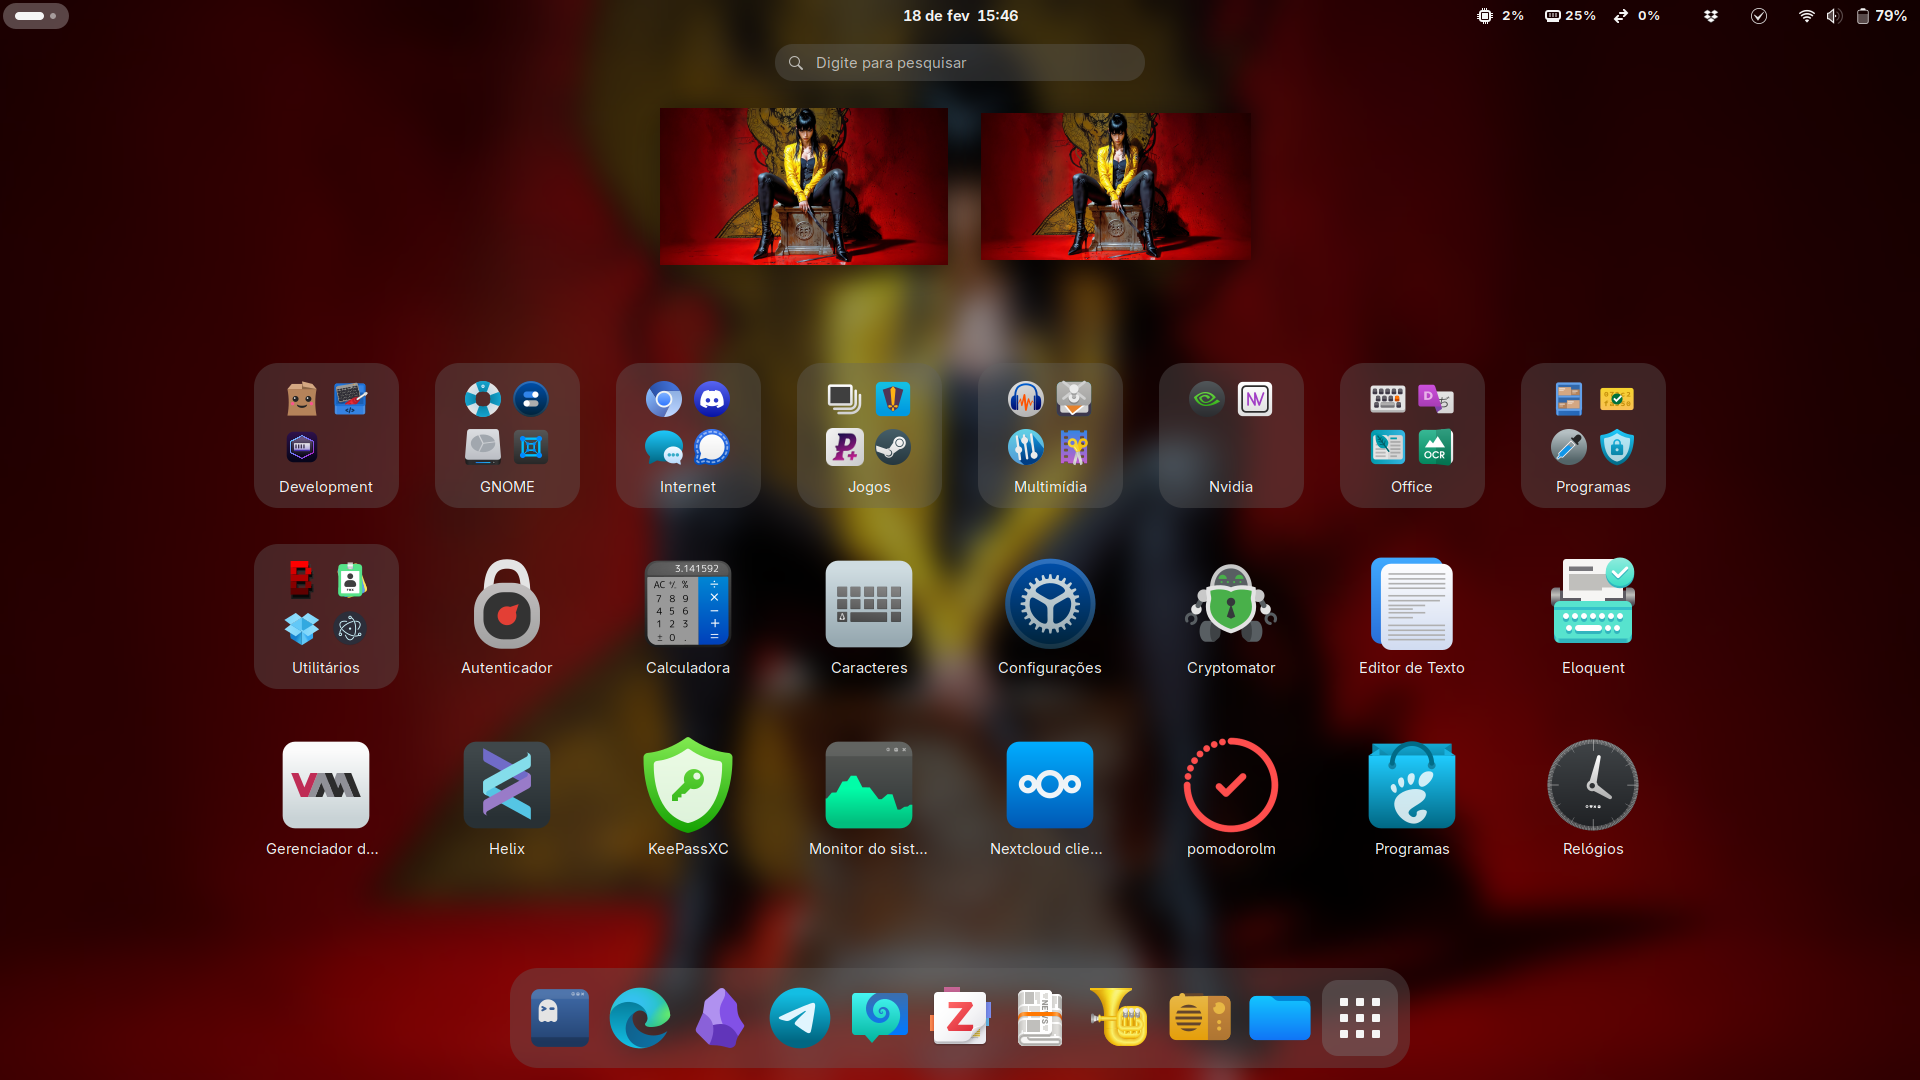 18 de fev 15:46
2%
25%
0%
79%
Digite para pesquisar
Development
GNOME
Internet
Jogos
Multimídia
Nvidia
Office
Programas
OCR
Utilitários
Autenticador
Calculadora
Caracteres
Configurações
Cryptomator
Editor de Texto
Eloquent
3.141592
AC +/. % ÷
7 8 9 ×
4 5 6 −
1 2 3 +
± 0 . =
Gerenciador d...
Helix
KeePassXC
Monitor do sist...
Nextcloud clie...
pomodorolm
Programas
Relógios
Z
NEWS